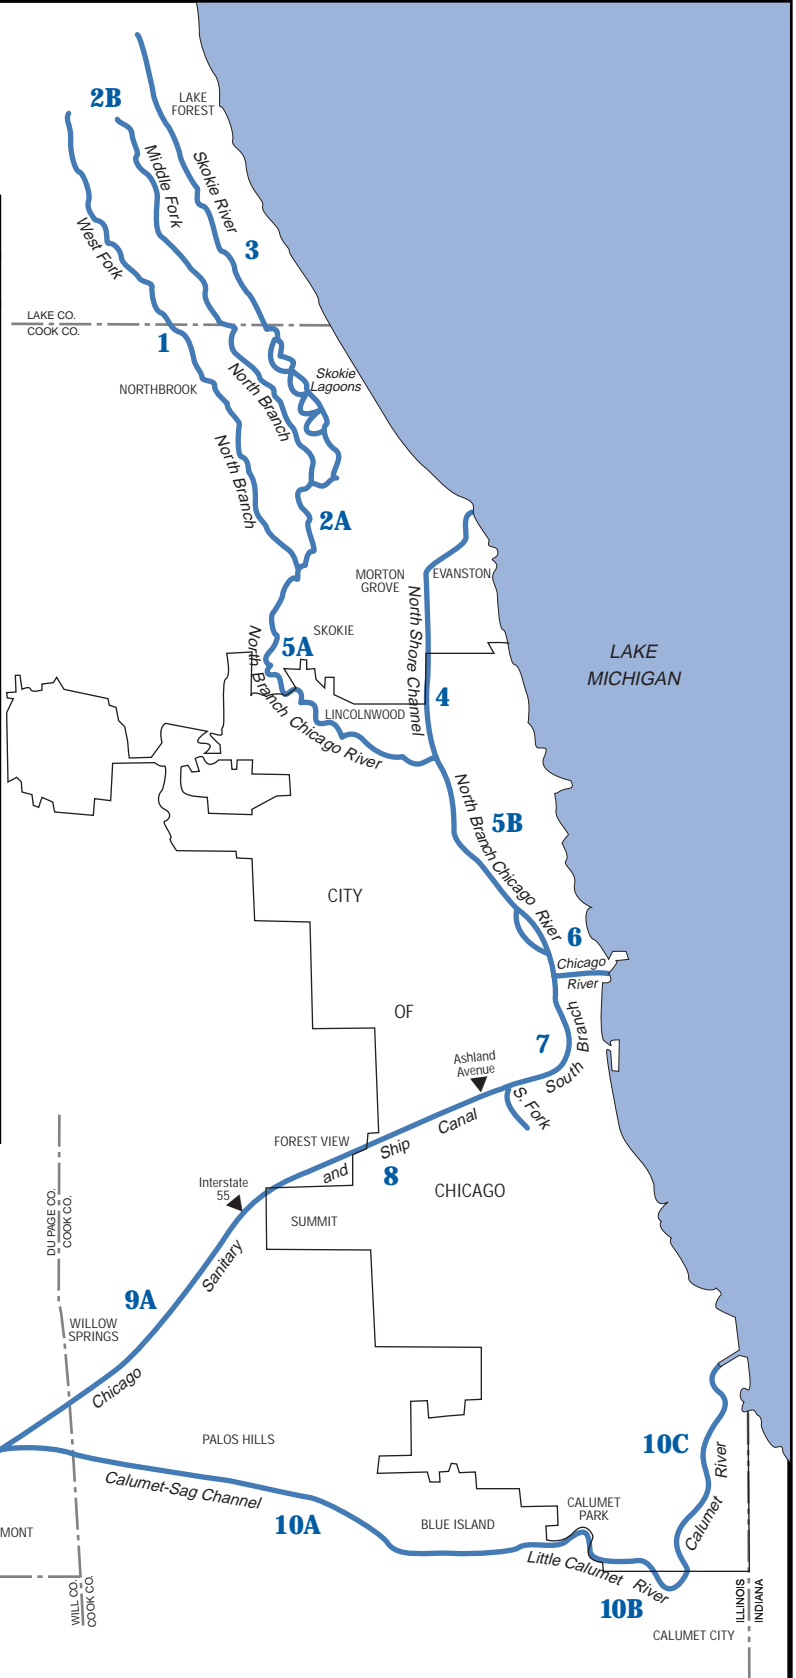 2B
LAKE
FOREST
Middle Fork
Skokie River
West Fork
3
LAKE CO.
COOK CO.
1
NORTHBROOK
Skokie
Lagoons
North Branch
North Branch
2A
MORTON
GROVE
EVANSTON
North Shore Channel
SKOKIE
5A
North Branch Chicago River
LINCOLNWOOD
4
LAKE
MICHIGAN
North Branch Chicago River
5B
CITY
6
Chicago
River
OF
7
South Branch
Ashland
Avenue
S. Fork
FOREST VIEW
Chicago Sanitary and Ship Canal
8
CHICAGO
Interstate
55
SUMMIT
DU PAGE CO.
COOK CO.
9A
WILLOW
SPRINGS
PALOS HILLS
10C
Calumet River
Calumet-Sag Channel
10A
CALUMET
PARK
BLUE ISLAND
MONT
Little Calumet River
10B
WILL CO.
COOK CO.
ILLINOIS
INDIANA
CALUMET CITY